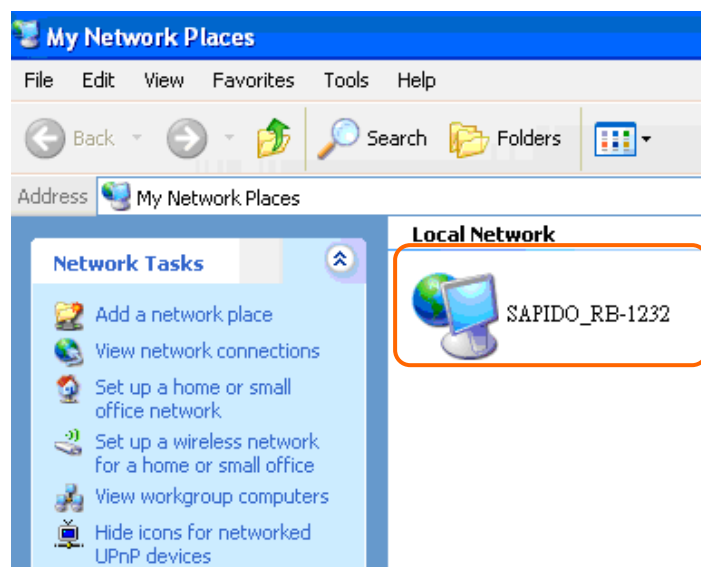 My Network Places
File Edit View Favorites Tools Help
Back Search Folders
Address My Network Places
Network Tasks
Add a network place
View network connections
Set up a home or small
office network
Set up a wireless network
for a home or small office
View workgroup computers
Hide icons for networked
UPnP devices
Local Network
SAPIDO_RB-1232